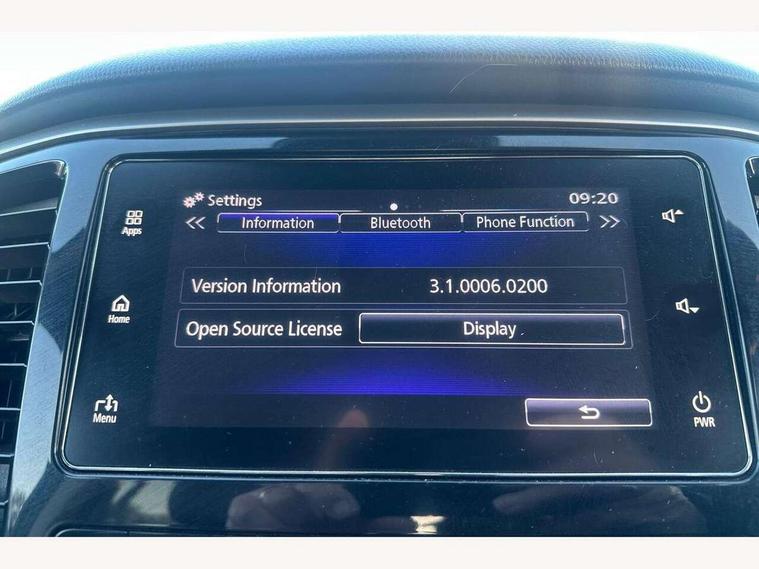 Settings 09:20
<< Information Bluetooth Phone Function >>
Apps
Version Information 3.1.0006.0200
Home
Open Source License Display
Menu
PWR